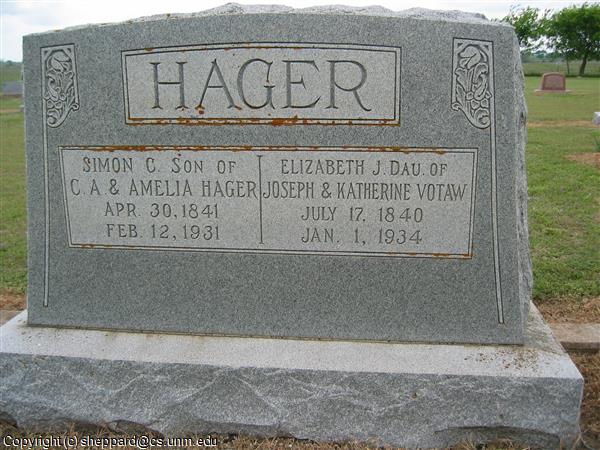 HAGER
SIMON C. SON OF
C. A & AMELIA HAGER
APR. 30, 1841
FEB. 12, 1931
ELIZABETH J. DAU. OF
JOSEPH & KATHERINE VOTAW
JULY 17, 1840
JAN. 1, 1934
Copyright (c) sheppard@cs.unm.edu